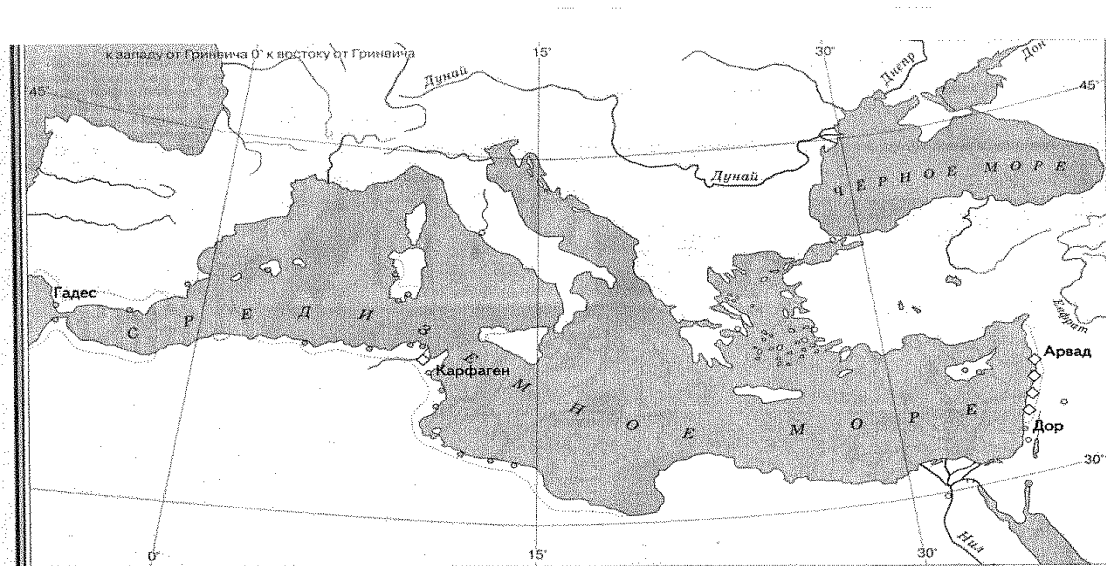 к западу от Гринвича 0° к востоку от Гринвича
15°
30°
45°
Дунай
Днепр
Дон
45°
Дунай
ЧЕРНОЕ МОРЕ
Гадес
СРЕДИЗЕМНОЕ МОРЕ
Евфрат
Арвад
Карфаген
Дор
30°
0°
15°
30°
Нил